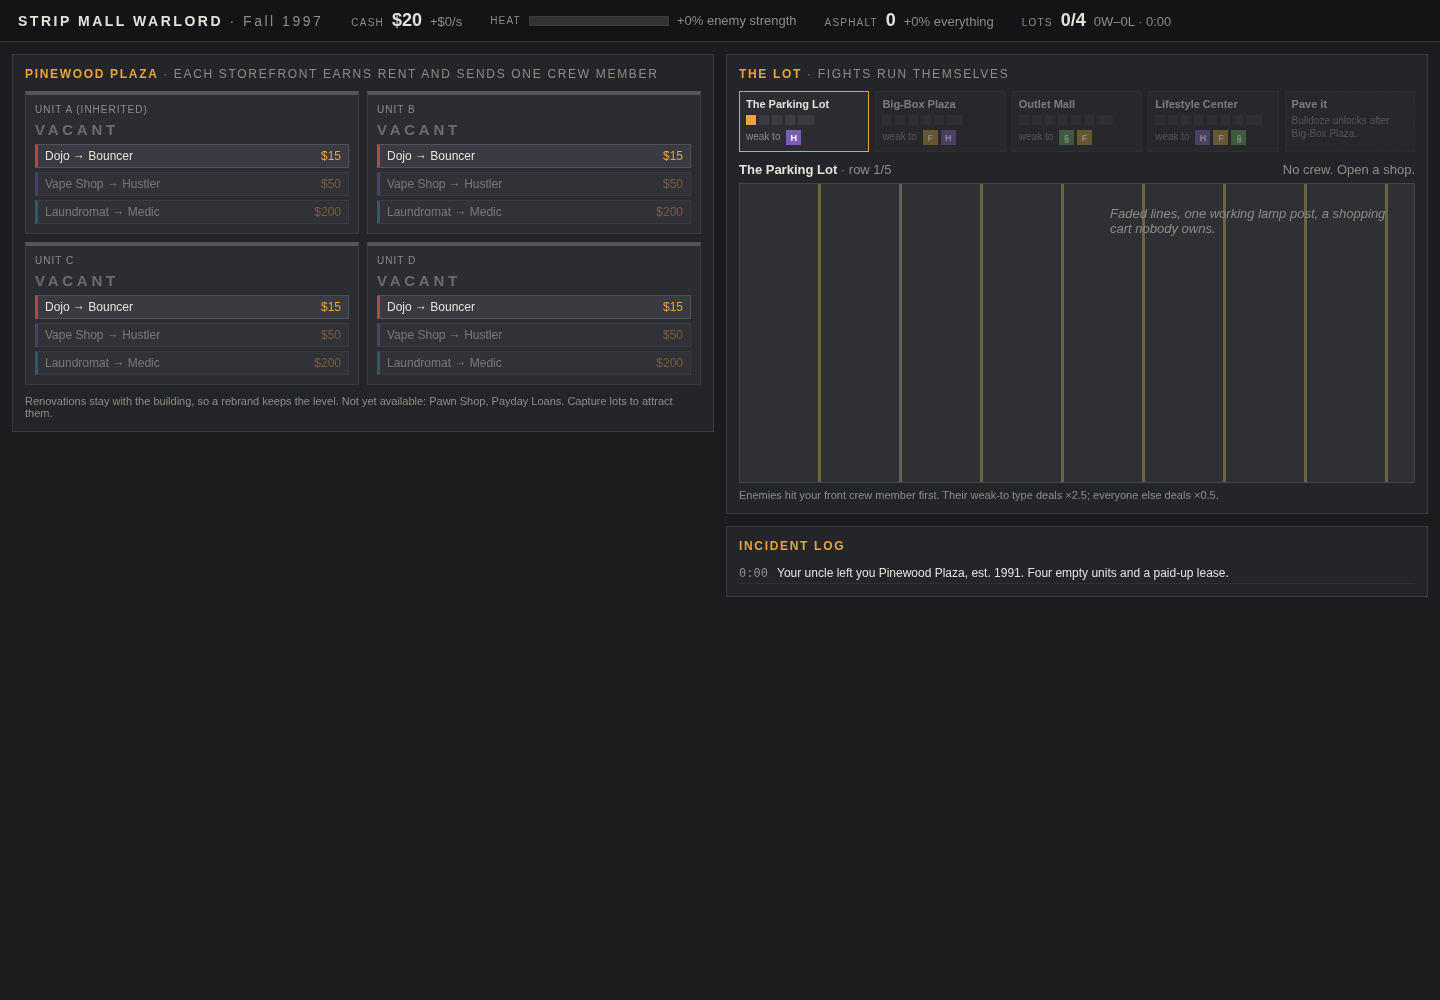 STRIP MALL WARLORD · Fall 1997
CASH $20 +$0/s
HEAT +0% enemy strength
ASPHALT 0 +0% everything
LOTS 0/4 0W–0L · 0:00
PINEWOOD PLAZA · EACH STOREFRONT EARNS RENT AND SENDS ONE CREW MEMBER
UNIT A (INHERITED)
VACANT
Dojo → Bouncer $15
Vape Shop → Hustler $50
Laundromat → Medic $200
UNIT B
VACANT
Dojo → Bouncer $15
Vape Shop → Hustler $50
Laundromat → Medic $200
UNIT C
VACANT
Dojo → Bouncer $15
Vape Shop → Hustler $50
Laundromat → Medic $200
UNIT D
VACANT
Dojo → Bouncer $15
Vape Shop → Hustler $50
Laundromat → Medic $200
Renovations stay with the building, so a rebrand keeps the level. Not yet available: Pawn Shop, Payday Loans. Capture lots to attract
them.
THE LOT · FIGHTS RUN THEMSELVES
The Parking Lot
weak to H
Big-Box Plaza
weak to F H
Outlet Mall
weak to § F
Lifestyle Center
weak to H F §
Pave it
Bulldoze unlocks after
Big-Box Plaza.
The Parking Lot · row 1/5
No crew. Open a shop.
Faded lines, one working lamp post, a shopping
cart nobody owns.
Enemies hit your front crew member first. Their weak-to type deals ×2.5; everyone else deals ×0.5.
INCIDENT LOG
0:00 Your uncle left you Pinewood Plaza, est. 1991. Four empty units and a paid-up lease.